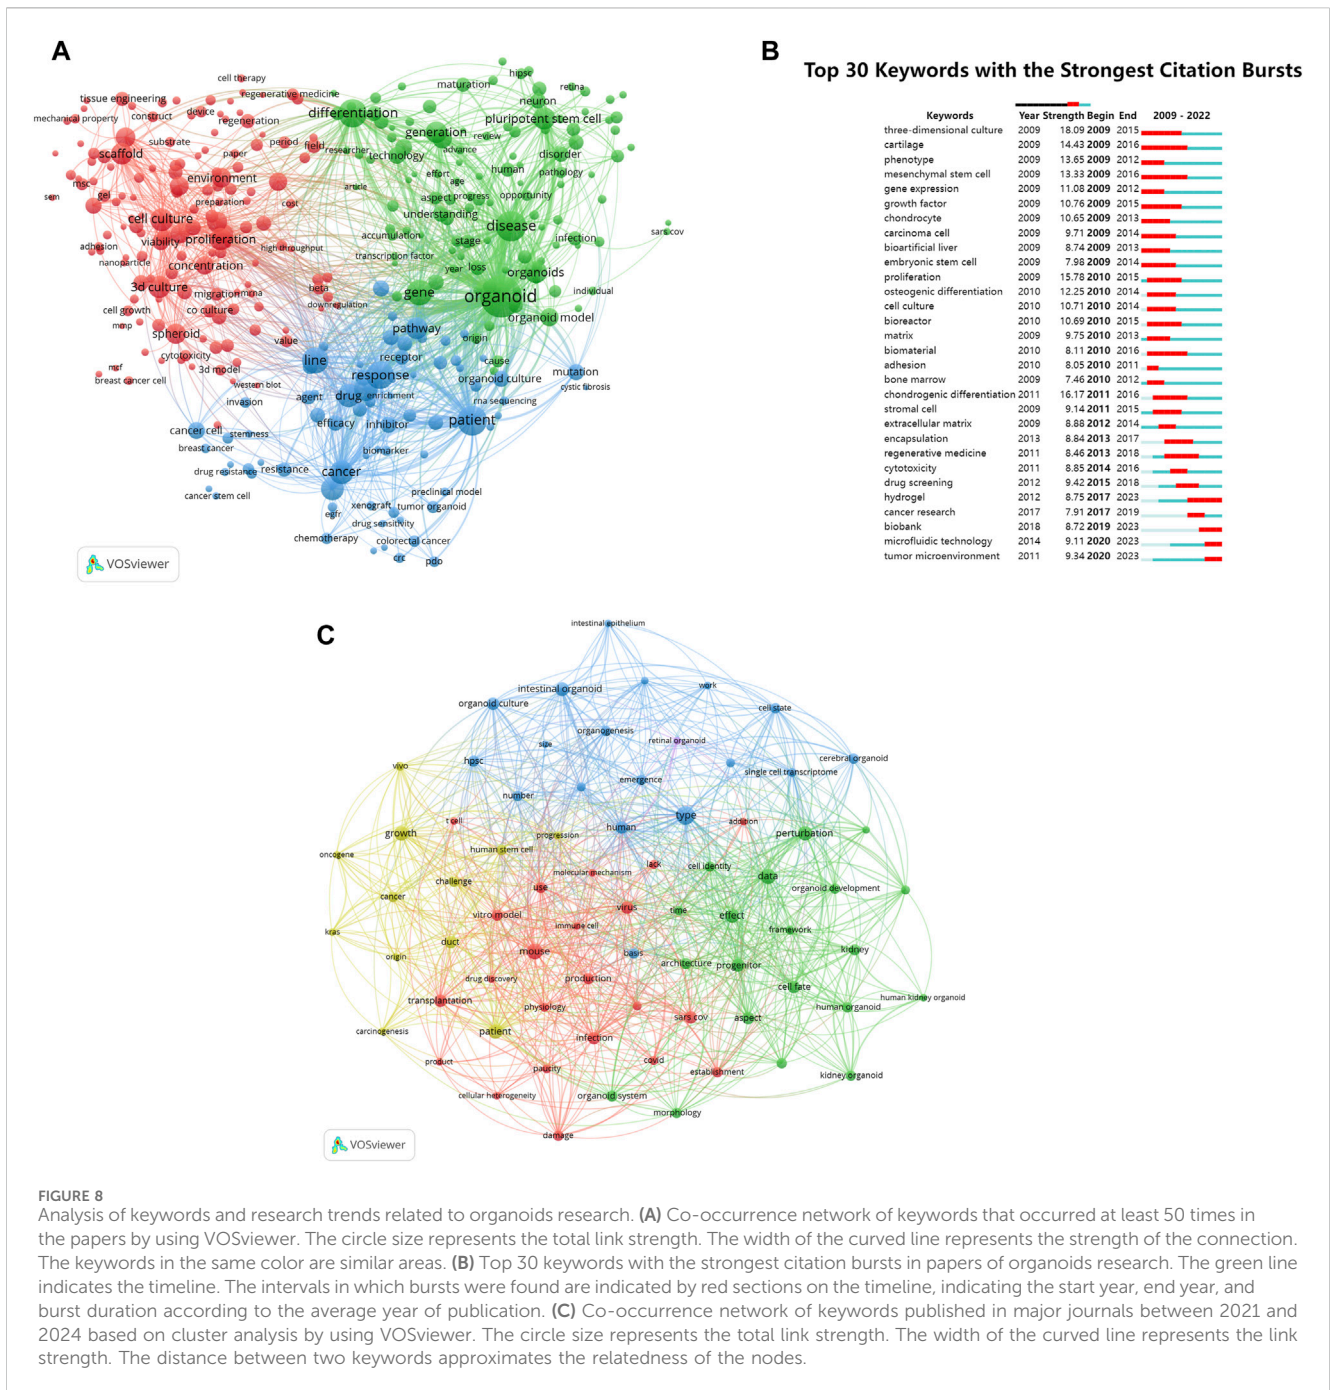 A
cell therapy
hipsc
retina
tissue engineering
regenerative medicine
maturation
neuron
mechanical property
construct
device
regeneration
differentiation
pluripotent stem cell
substrate
period
field
generation
review
scaffold
paper
researcher
technology
advance
disorder
msc
gel
environment
effort
human
pathology
sem
preparation
article
age
aspect
progress
opportunity
cell culture
cost
understanding
disease
adhesion
viability
proliferation
high throughput
accumulation
stage
infection
sars cov
nanoparticle
concentration
transcription factor
year
loss
organoids
3d culture
migration
mrna
beta
gene
organoid
individual
cell growth
co culture
downregulation
organoid model
mmp
spheroid
value
pathway
origin
cytotoxicity
line
receptor
cause
mutation
mcf
3d model
response
organoid culture
cystic fibrosis
breast cancer cell
western blot
drug
enrichment
rna sequencing
invasion
agent
cancer cell
stemness
efficacy
inhibitor
patient
breast cancer
biomarker
drug resistance
resistance
cancer
cancer stem cell
preclinical model
xenograft
tumor organoid
egfr
drug sensitivity
chemotherapy
colorectal cancer
crc
pdo
VOSviewer
B
Top 30 Keywords with the Strongest Citation Bursts
Keywords Year Strength Begin End 2009 - 2022
three-dimensional culture 2009 18.09 2009 2015
cartilage 2009 14.43 2009 2016
phenotype 2009 13.65 2009 2012
mesenchymal stem cell 2009 13.33 2009 2016
gene expression 2009 11.08 2009 2012
growth factor 2009 10.76 2009 2015
chondrocyte 2009 10.65 2009 2013
carcinoma cell 2009 9.71 2009 2014
bioartificial liver 2009 8.74 2009 2013
embryonic stem cell 2009 7.98 2009 2014
proliferation 2009 15.78 2010 2015
osteogenic differentiation 2010 12.25 2010 2014
cell culture 2010 10.71 2010 2014
bioreactor 2010 10.69 2010 2015
matrix 2009 9.75 2010 2013
biomaterial 2010 8.11 2010 2016
adhesion 2010 8.05 2010 2011
bone marrow 2009 7.46 2010 2012
chondrogenic differentiation 2011 16.17 2011 2016
stromal cell 2009 9.14 2011 2015
extracellular matrix 2009 8.88 2012 2014
encapsulation 2013 8.84 2013 2017
regenerative medicine 2011 8.46 2013 2018
cytotoxicity 2011 8.85 2014 2016
drug screening 2012 9.42 2015 2018
hydrogel 2012 8.75 2017 2023
cancer research 2017 7.91 2017 2019
biobank 2018 8.72 2019 2023
microfluidic technology 2014 9.11 2020 2023
tumor microenvironment 2011 9.34 2020 2023
C
intestinal epithelium
intestinal organoid
work
organoid culture
cell state
organogenesis
size
retinal organoid
hpsc
cerebral organoid
vivo
emergence
single cell transcriptome
number
type
t cell
addition
growth
progression
human
perturbation
human stem cell
oncogene
lack
cell identity
molecular mechanism
challenge
use
data
organoid development
cancer
vitro model
virus
time
effect
immune cell
framework
kras
duct
mouse
basis
kidney
origin
architecture
progenitor
drug discovery
production
cell fate
transplantation
physiology
human kidney organoid
human organoid
sars cov
aspect
carcinogenesis
patient
infection
product
pausity
covid
establishment
kidney organoid
cellular heterogeneity
organoid system
morphology
damage
VOSviewer
FIGURE 8
Analysis of keywords and research trends related to organoids research. (A) Co-occurrence network of keywords that occurred at least 50 times in
the papers by using VOSviewer. The circle size represents the total link strength. The width of the curved line represents the strength of the connection.
The keywords in the same color are similar areas. (B) Top 30 keywords with the strongest citation bursts in papers of organoids research. The green line
indicates the timeline. The intervals in which bursts were found are indicated by red sections on the timeline, indicating the start year, end year, and
burst duration according to the average year of publication. (C) Co-occurrence network of keywords published in major journals between 2021 and
2024 based on cluster analysis by using VOSviewer. The circle size represents the total link strength. The width of the curved line represents the link
strength. The distance between two keywords approximates the relatedness of the nodes.